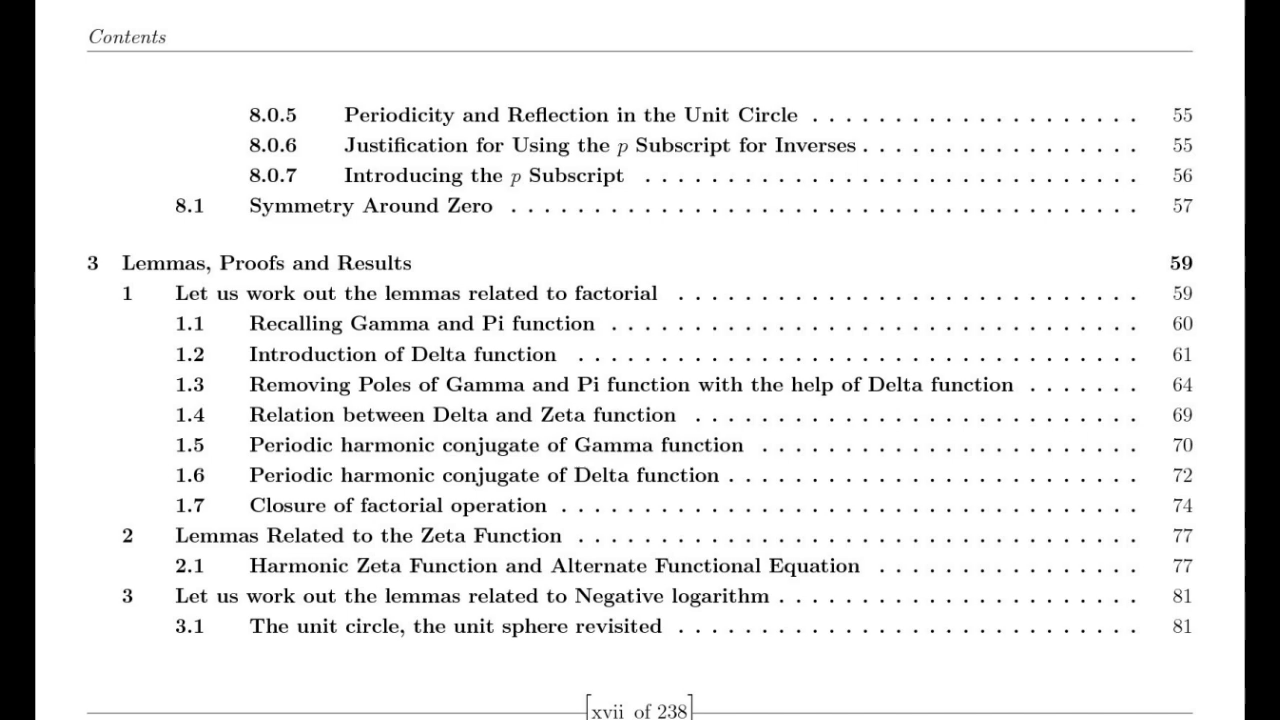 Contents
8.0.5 Periodicity and Reflection in the Unit Circle . . . . . . . . . . . . . . . . . . . . 55
8.0.6 Justification for Using the p Subscript for Inverses . . . . . . . . . . . . . . . . . 55
8.0.7 Introducing the p Subscript . . . . . . . . . . . . . . . . . . . . . . . . . . . . . . 56
8.1 Symmetry Around Zero . . . . . . . . . . . . . . . . . . . . . . . . . . . . . . . . . . . . . . 57
3 Lemmas, Proofs and Results 59
1 Let us work out the lemmas related to factorial . . . . . . . . . . . . . . . . . . . . . . . . . . . . 59
1.1 Recalling Gamma and Pi function . . . . . . . . . . . . . . . . . . . . . . . . . . . . . . . . 60
1.2 Introduction of Delta function . . . . . . . . . . . . . . . . . . . . . . . . . . . . . . . . . . 61
1.3 Removing Poles of Gamma and Pi function with the help of Delta function . . . . . . . 64
1.4 Relation between Delta and Zeta function . . . . . . . . . . . . . . . . . . . . . . . . . . . 69
1.5 Periodic harmonic conjugate of Gamma function . . . . . . . . . . . . . . . . . . . . . . . 70
1.6 Periodic harmonic conjugate of Delta function . . . . . . . . . . . . . . . . . . . . . . . . . 72
1.7 Closure of factorial operation . . . . . . . . . . . . . . . . . . . . . . . . . . . . . . . . . . . 74
2 Lemmas Related to the Zeta Function . . . . . . . . . . . . . . . . . . . . . . . . . . . . . . . . . . 77
2.1 Harmonic Zeta Function and Alternate Functional Equation . . . . . . . . . . . . . . . . 77
3 Let us work out the lemmas related to Negative logarithm . . . . . . . . . . . . . . . . . . . . . . 81
3.1 The unit circle, the unit sphere revisited . . . . . . . . . . . . . . . . . . . . . . . . . . . . 81
[xvii of 238]